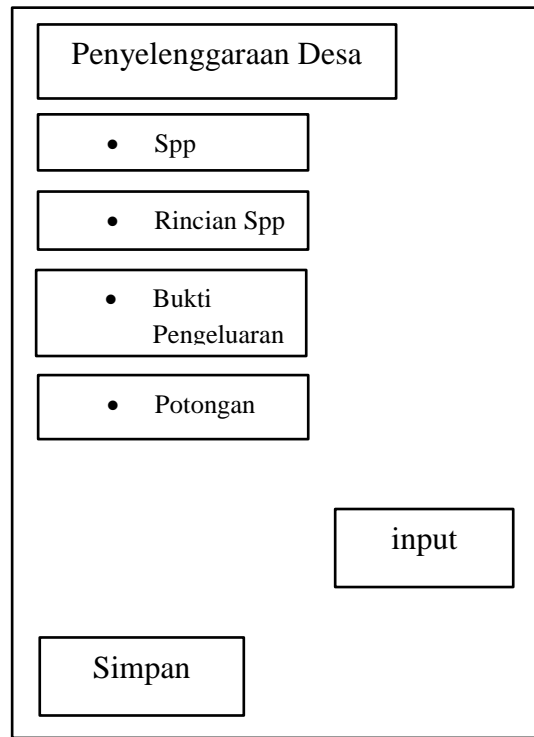 Penyelenggaraan Desa
• Spp
• Rincian Spp
• Bukti
Pengeluaran
• Potongan
input
Simpan